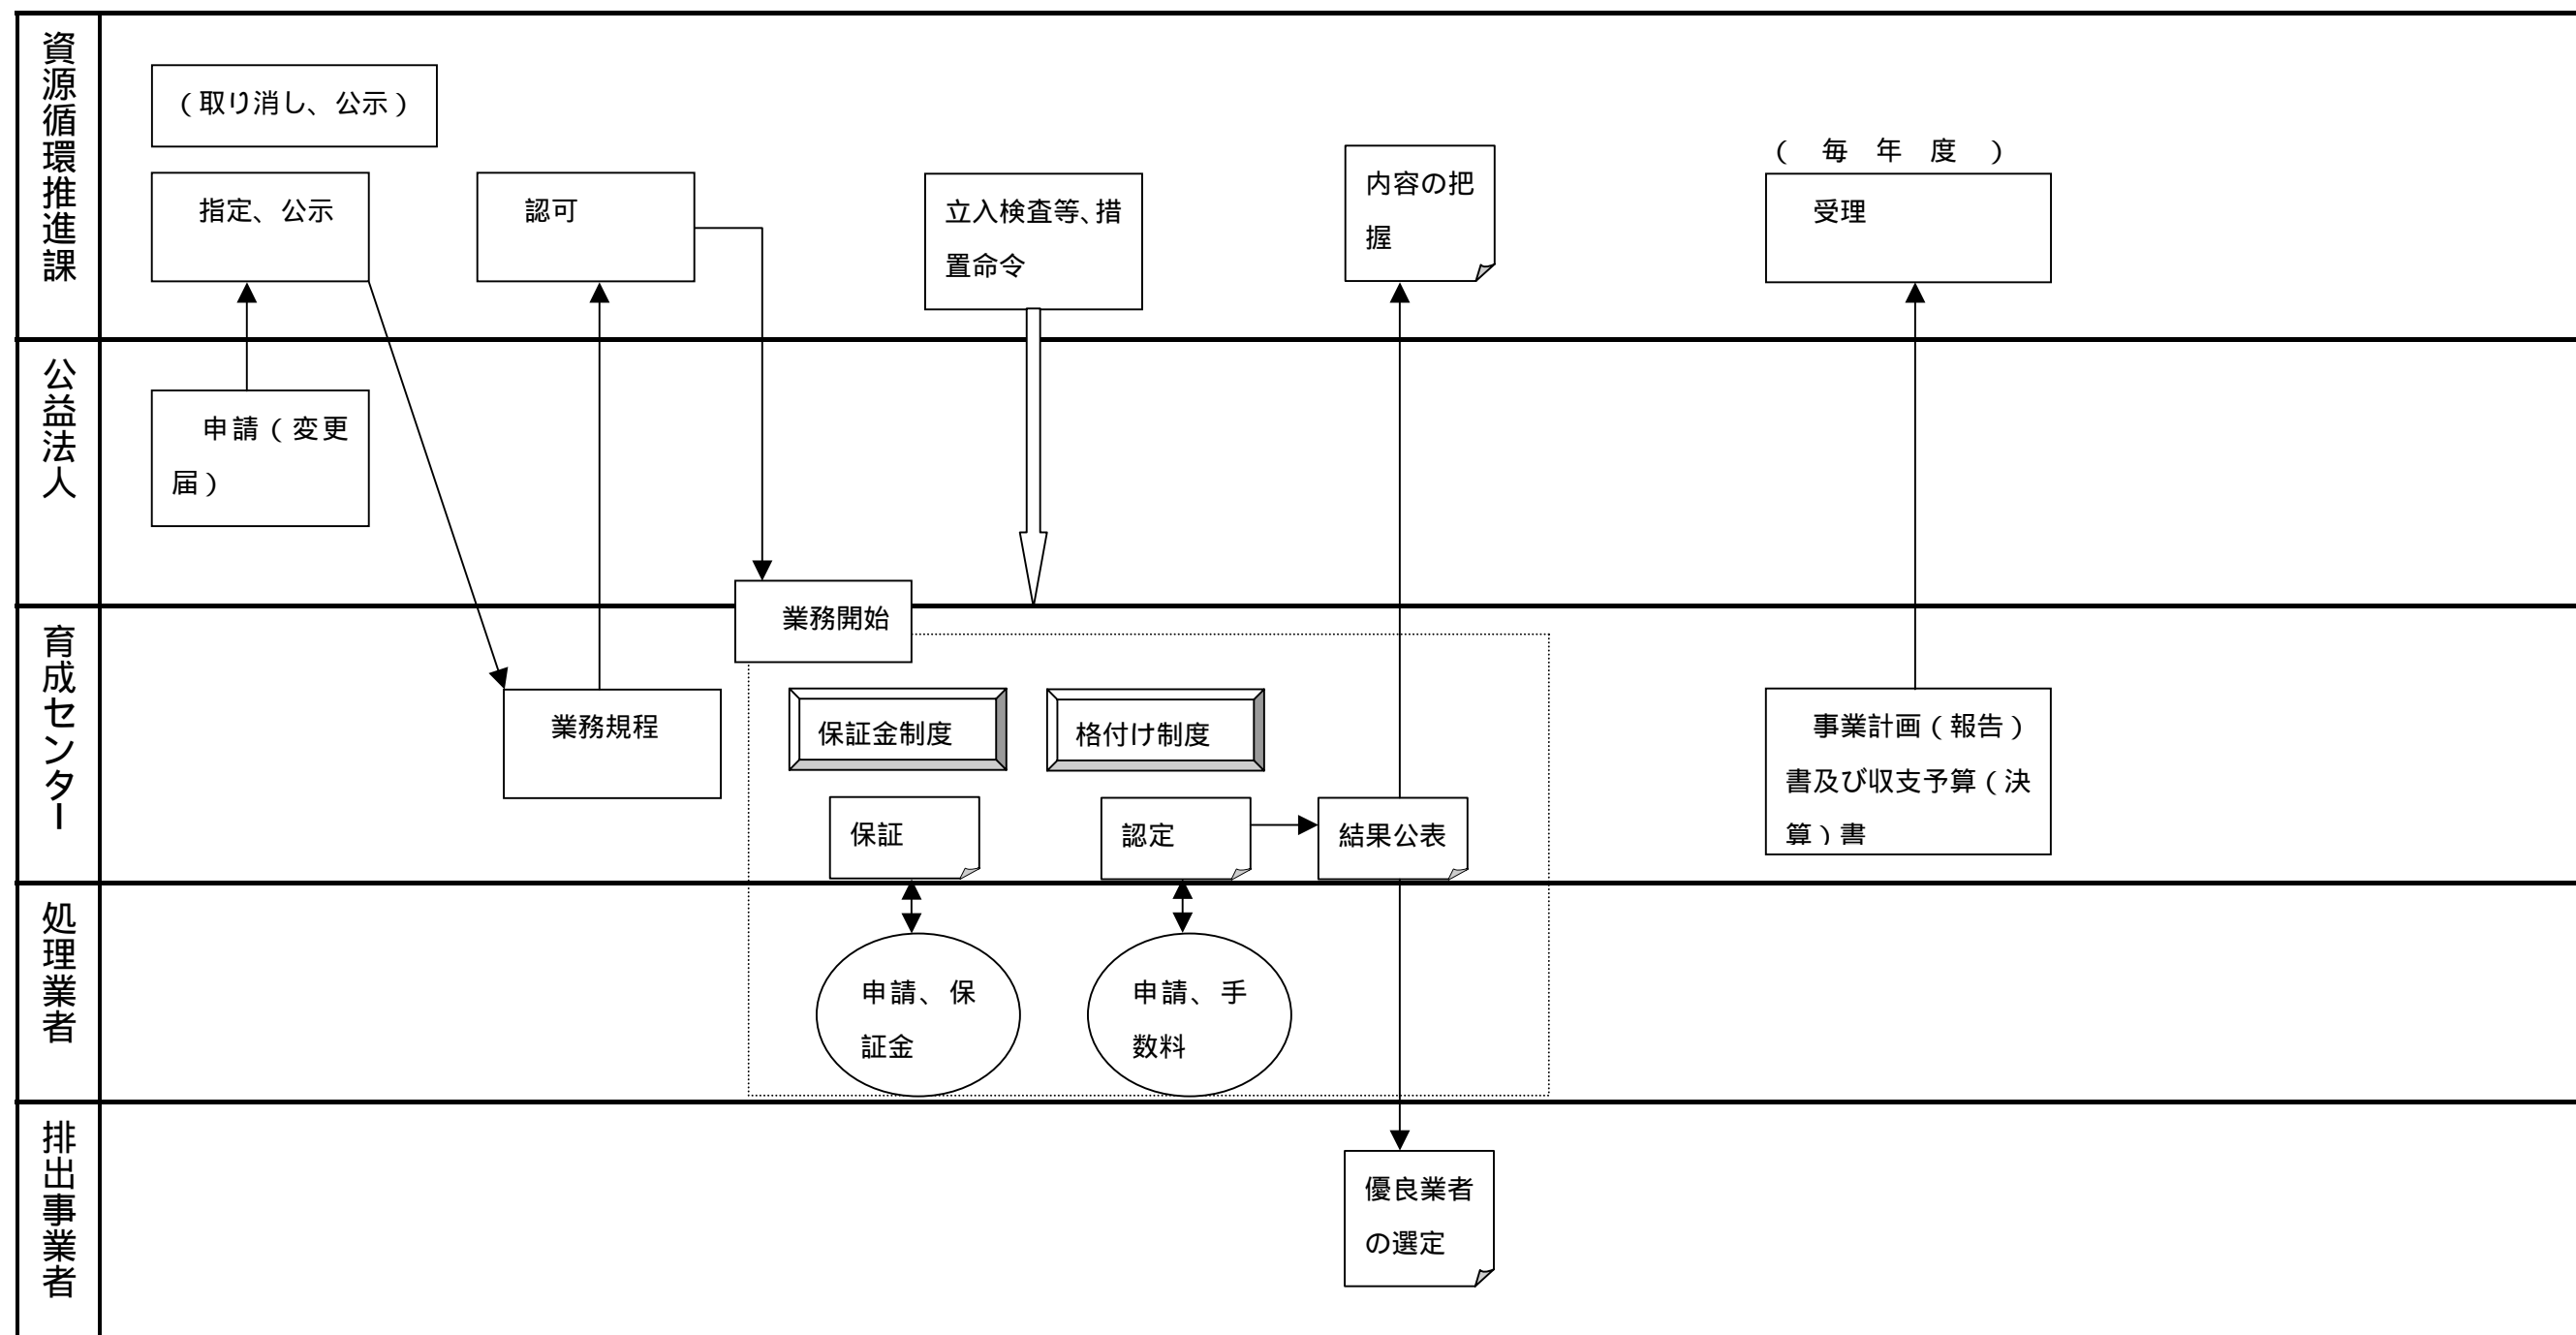 資源循環推進課
（取り消し、公示）
指定、公示
認可
立入検査等、措
置命令
内容の把
握
（　毎　年　度　）
受理
公益法人
申請（変更
届）
業務開始
育成センター
業務規程
保証金制度
格付け制度
保証
認定
結果公表
事業計画（報告）
書及び収支予算（決
算）書
処理業者
申請、保
証金
申請、手
数料
排出事業者
優良業者
の選定